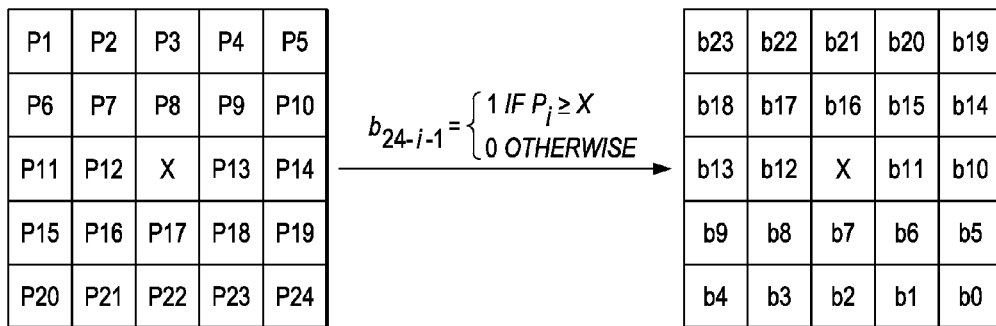 P1 P2 P3 P4 P5
P6 P7 P8 P9 P10
P11 P12 X P13 P14
P15 P16 P17 P18 P19
P20 P21 P22 P23 P24
b24-i-1 = { 1 IF Pi ≥ X
0 OTHERWISE
b23 b22 b21 b20 b19
b18 b17 b16 b15 b14
b13 b12 X b11 b10
b9 b8 b7 b6 b5
b4 b3 b2 b1 b0